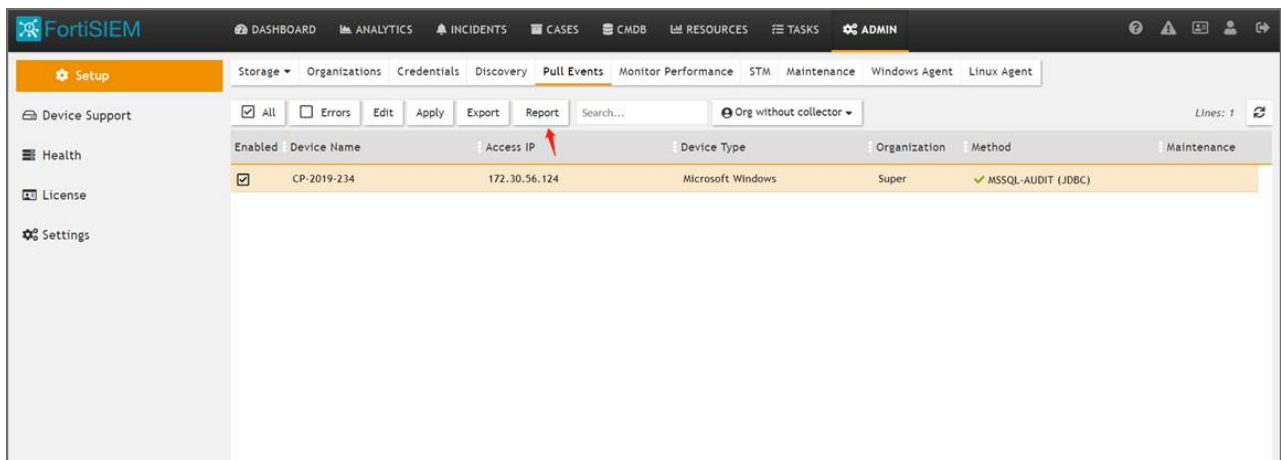 FortiSIEM DASHBOARD ANALYTICS INCIDENTS CASES CMDB RESOURCES TASKS ADMIN
Setup Storage Organizations Credentials Discovery Pull Events Monitor Performance STM Maintenance Windows Agent Linux Agent
Device Support All Errors Edit Apply Export Report Search... Org without collector Lines: 1
Health Enabled Device Name Access IP Device Type Organization Method Maintenance
CP-2019-234 172.30.56.124 Microsoft Windows Super MSSQL-AUDIT (JDBC)
License
Settings